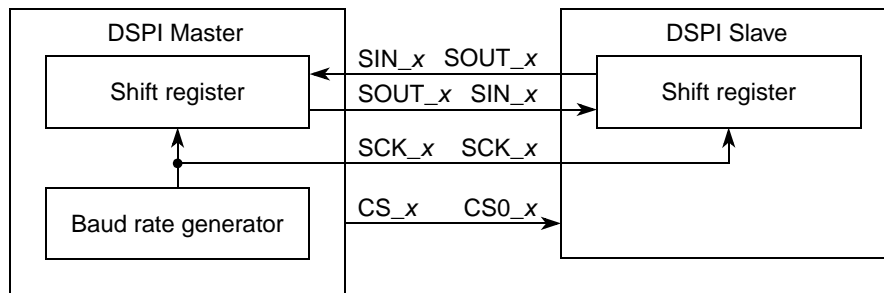 DSPI Master
DSPI Slave
SIN_x SOUT_x
Shift register
Shift register
SOUT_x SIN_x
SCK_x SCK_x
Baud rate generator
CS_x CS0_x